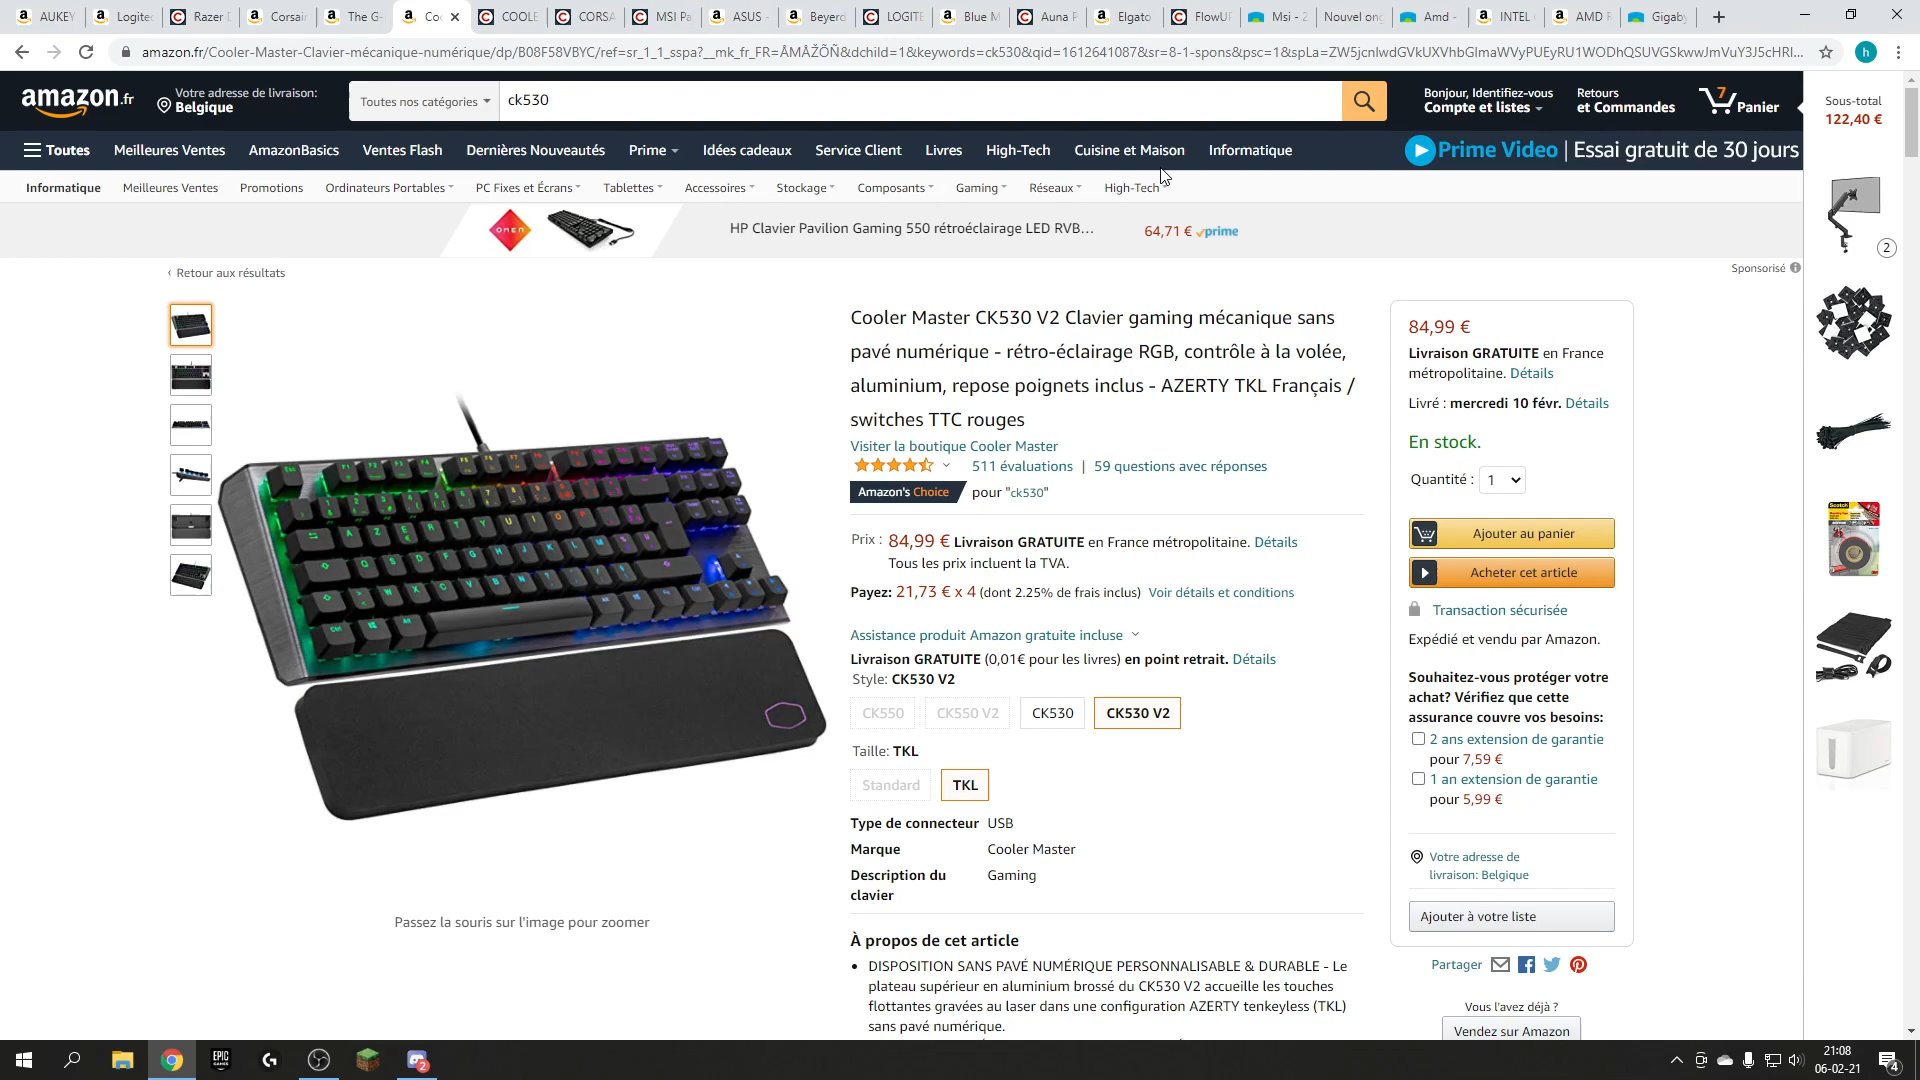 AUKEY
Logitec
Razer
Corsair
The G-
Coo
COOLE
CORSA
MSI Pa
ASUS -
Beyerd
LOGITE
Blue M
Auna P
Elgato
FlowUP
Msi - 2
Nouvel ong
Amd -
INTEL
AMD R
Gigaby
amazon.fr/Cooler-Master-Clavier-mécanique-numérique/dp/B08F58VBYC/ref=sr_1_1_sspa?__mk_fr_FR=ÅMÅŽÕÑ&dchild=1&keywords=ck530&qid=1612641087&sr=8-1-spons&psc=1&spLa=ZW5jcnlwdGVkUXVhbGlmaWVyPUEyRU1WODhQSUVGSkwwJmVuY3J5cHRl...
h
amazon.fr
Votre adresse de livraison:
Belgique
Toutes nos catégories
ck530
Bonjour, Identifiez-vous
Compte et listes
Retours
et Commandes
7
Panier
Sous-total
122,40 €
Toutes
Meilleures Ventes
AmazonBasics
Ventes Flash
Dernières Nouveautés
Prime
Idées cadeaux
Service Client
Livres
High-Tech
Cuisine et Maison
Informatique
Prime Video | Essai gratuit de 30 jours
Informatique
Meilleures Ventes
Promotions
Ordinateurs Portables
PC Fixes et Écrans
Tablettes
Accessoires
Stockage
Composants
Gaming
Réseaux
High-Tech
OMEN
HP Clavier Pavilion Gaming 550 rétroéclairage LED RVB...
64,71 € prime
2
‹ Retour aux résultats
Sponsorisé
Cooler Master CK530 V2 Clavier gaming mécanique sans
pavé numérique - rétro-éclairage RGB, contrôle à la volée,
aluminium, repose poignets inclus - AZERTY TKL Français /
switches TTC rouges
Visiter la boutique Cooler Master
511 évaluations | 59 questions avec réponses
Amazon's Choice pour "ck530"
Prix : 84,99 € Livraison GRATUITE en France métropolitaine. Détails
Tous les prix incluent la TVA.
Payez: 21,73 € x 4 (dont 2.25% de frais inclus) Voir détails et conditions
Assistance produit Amazon gratuite incluse
Livraison GRATUITE (0,01€ pour les livres) en point retrait. Détails
Style: CK530 V2
CK550
CK550 V2
CK530
CK530 V2
Taille: TKL
Standard
TKL
Type de connecteur USB
Marque Cooler Master
Description du Gaming
clavier
À propos de cet article
• DISPOSITION SANS PAVÉ NUMÉRIQUE PERSONNALISABLE & DURABLE - Le
plateau supérieur en aluminium brossé du CK530 V2 accueille les touches
flottantes gravées au laser dans une configuration AZERTY tenkeyless (TKL)
sans pavé numérique.
Passez la souris sur l'image pour zoomer
84,99 €
Livraison GRATUITE en France
métropolitaine. Détails
Livré : mercredi 10 févr. Détails
En stock.
Quantité : 1
Ajouter au panier
Acheter cet article
Transaction sécurisée
Expédié et vendu par Amazon.
Souhaitez-vous protéger votre
achat? Vérifiez que cette
assurance couvre vos besoins:
2 ans extension de garantie
pour 7,59 €
1 an extension de garantie
pour 5,99 €
Votre adresse de
livraison: Belgique
Ajouter à votre liste
Partager
Vous l'avez déjà ?
Vendez sur Amazon
Scotch
EPIC
GAMES
2
21:08
06-02-21
4